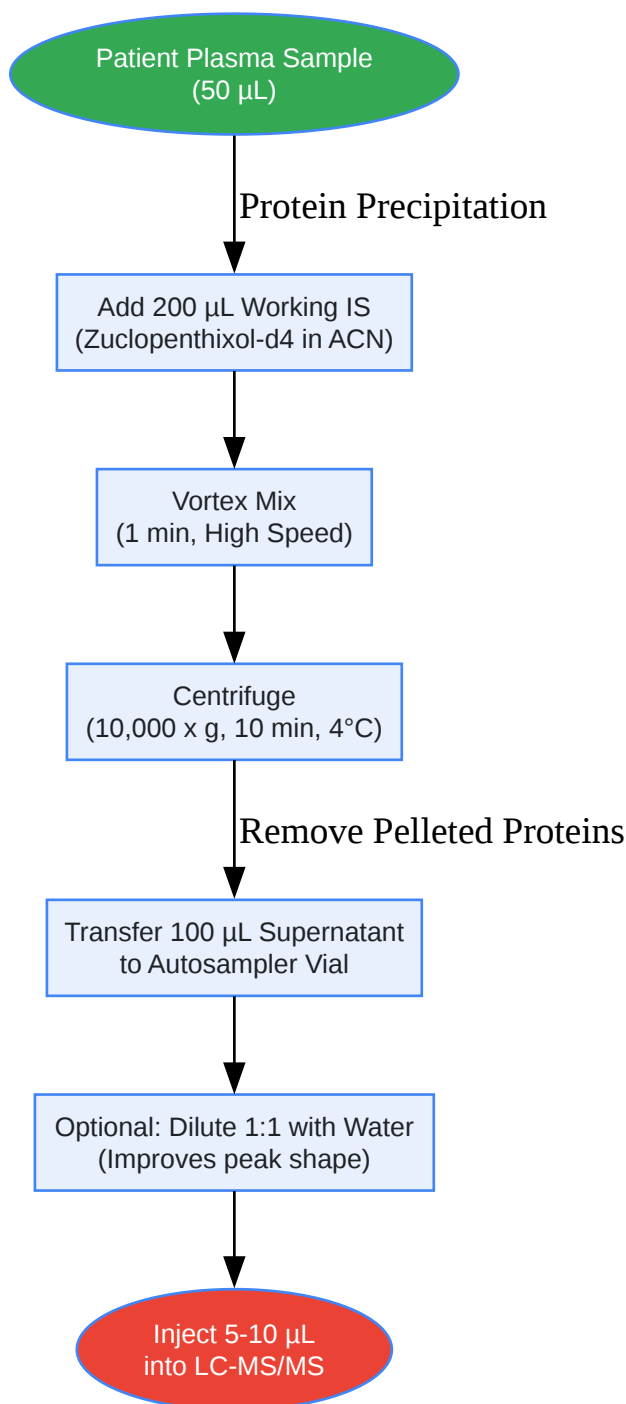 Patient Plasma Sample
(50 µL)
Protein Precipitation
Add 200 µL Working IS
(Zuclopenthixol-d4 in ACN)
Vortex Mix
(1 min, High Speed)
Centrifuge
(10,000 x g, 10 min, 4°C)
Remove Pelleted Proteins
Transfer 100 µL Supernatant
to Autosampler Vial
Optional: Dilute 1:1 with Water
(Improves peak shape)
Inject 5-10 µL
into LC-MS/MS